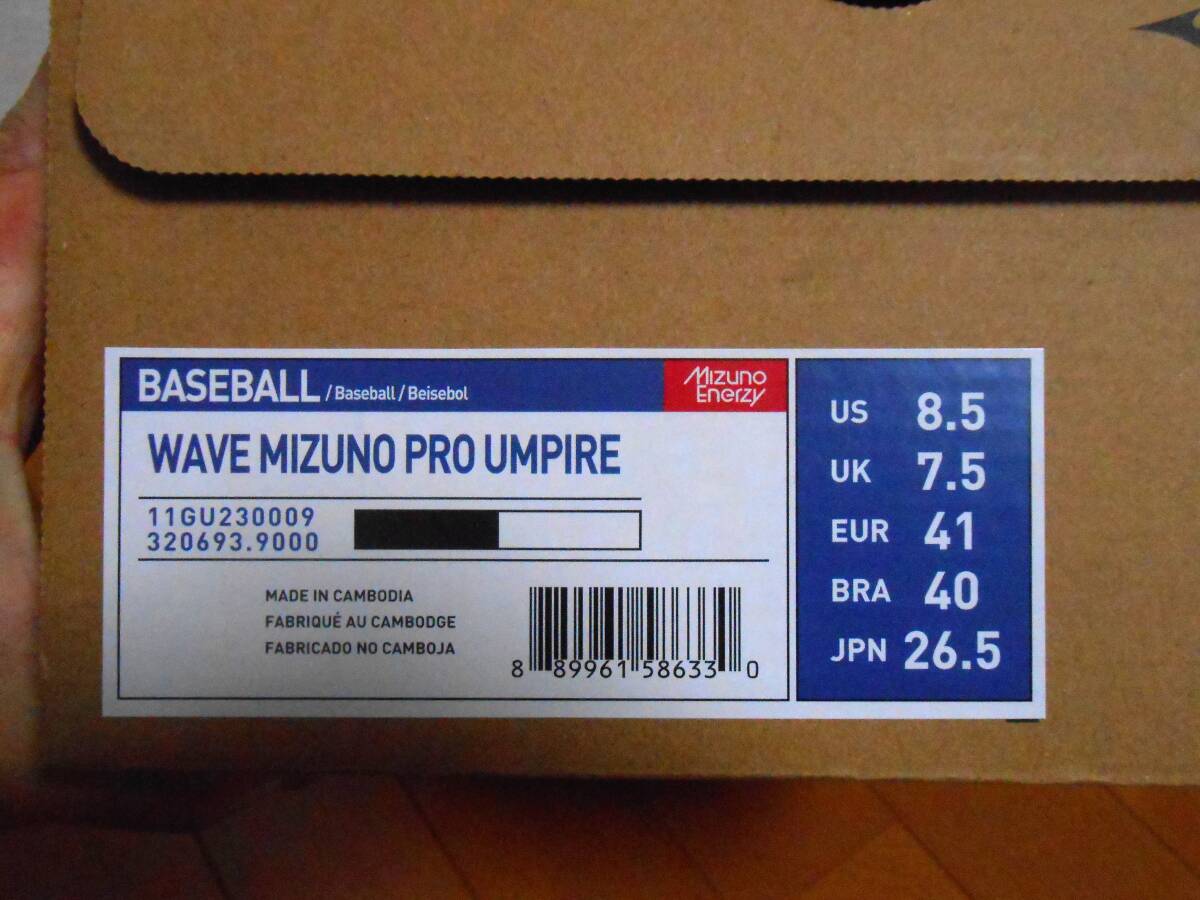 BASEBALL / Baseball / Beisebol
Mizuno
Enerzy
WAVE MIZUNO PRO UMPIRE
11GU230009
320693.9000
MADE IN CAMBODIA
FABRIQUÉ AU CAMBODGE
FABRICADO NO CAMBOJA
8 89961 58633 0
US 8.5
UK 7.5
EUR 41
BRA 40
JPN 26.5